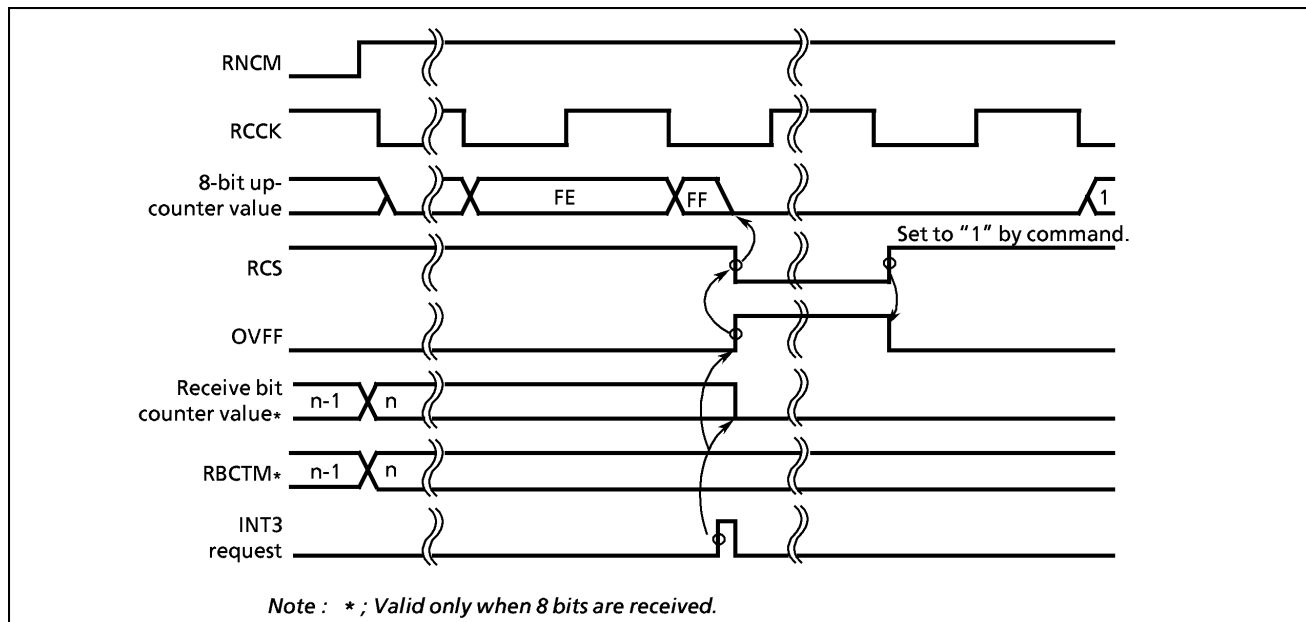 RNCM
RCCK
8-bit up-
counter value
FE
FF
1
Set to “1” by command.
RCS
OVFF
Receive bit
counter value*
n-1
n
RBCTM*
n-1
n
INT3
request
Note : * ; Valid only when 8 bits are received.